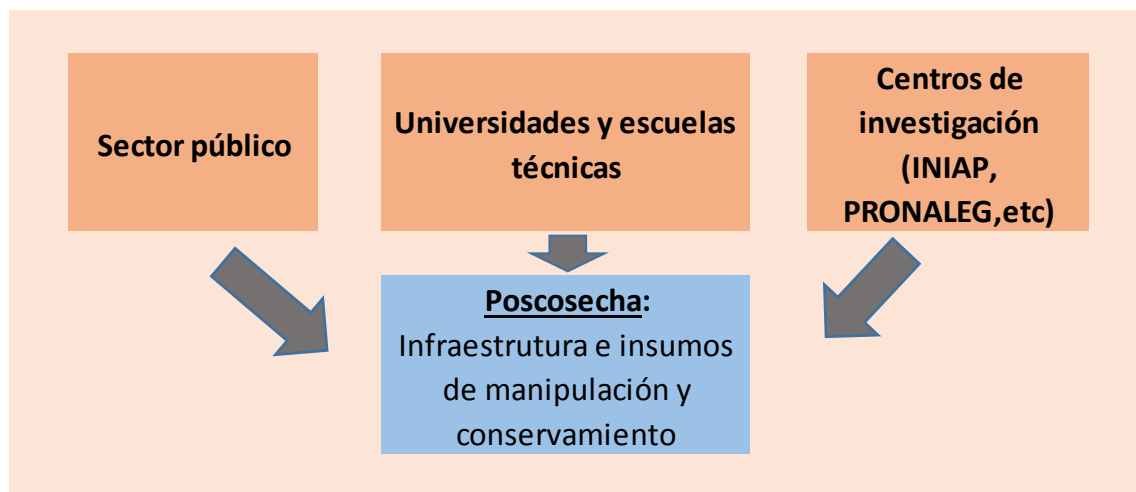 Sector público
Universidades y escuelas
técnicas
Centros de
investigación
(INIAP,
PRONALEG,etc)
Poscosecha:
Infraestrutura e insumos
de manipulación y
conservamiento